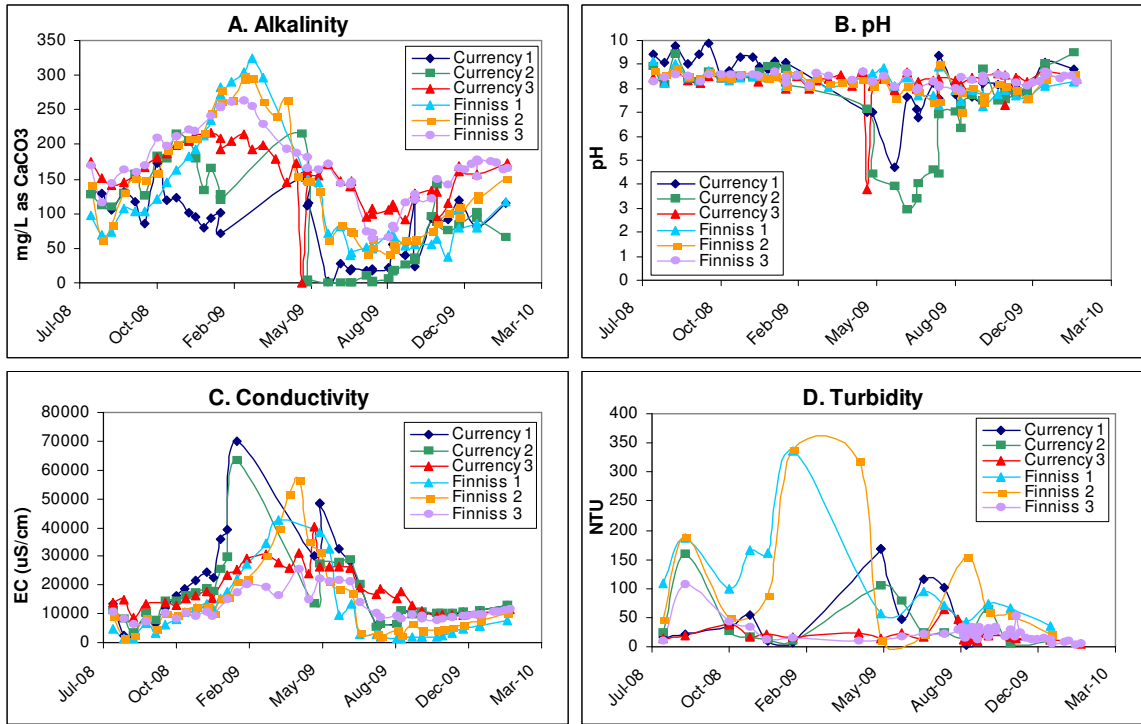 A. Alkalinity
mg/L as CaCO3
350
300
250
200
150
100
50
0
Jul-08
Oct-08
Feb-09
May-09
Aug-09
Dec-09
Mar-10
Currency 1
Currency 2
Currency 3
Finniss 1
Finniss 2
Finniss 3
B. pH
pH
10
9
8
7
6
5
4
3
2
1
0
Jul-08
Oct-08
Feb-09
May-09
Aug-09
Dec-09
Mar-10
Currency 1
Currency 2
Currency 3
Finniss 1
Finniss 2
Finniss 3
C. Conductivity
EC (uS/cm)
80000
70000
60000
50000
40000
30000
20000
10000
0
Jul-08
Oct-08
Feb-09
May-09
Aug-09
Dec-09
Mar-10
Currency 1
Currency 2
Currency 3
Finniss 1
Finniss 2
Finniss 3
D. Turbidity
NTU
400
350
300
250
200
150
100
50
0
Jul-08
Oct-08
Feb-09
May-09
Aug-09
Dec-09
Mar-10
Currency 1
Currency 2
Currency 3
Finniss 1
Finniss 2
Finniss 3